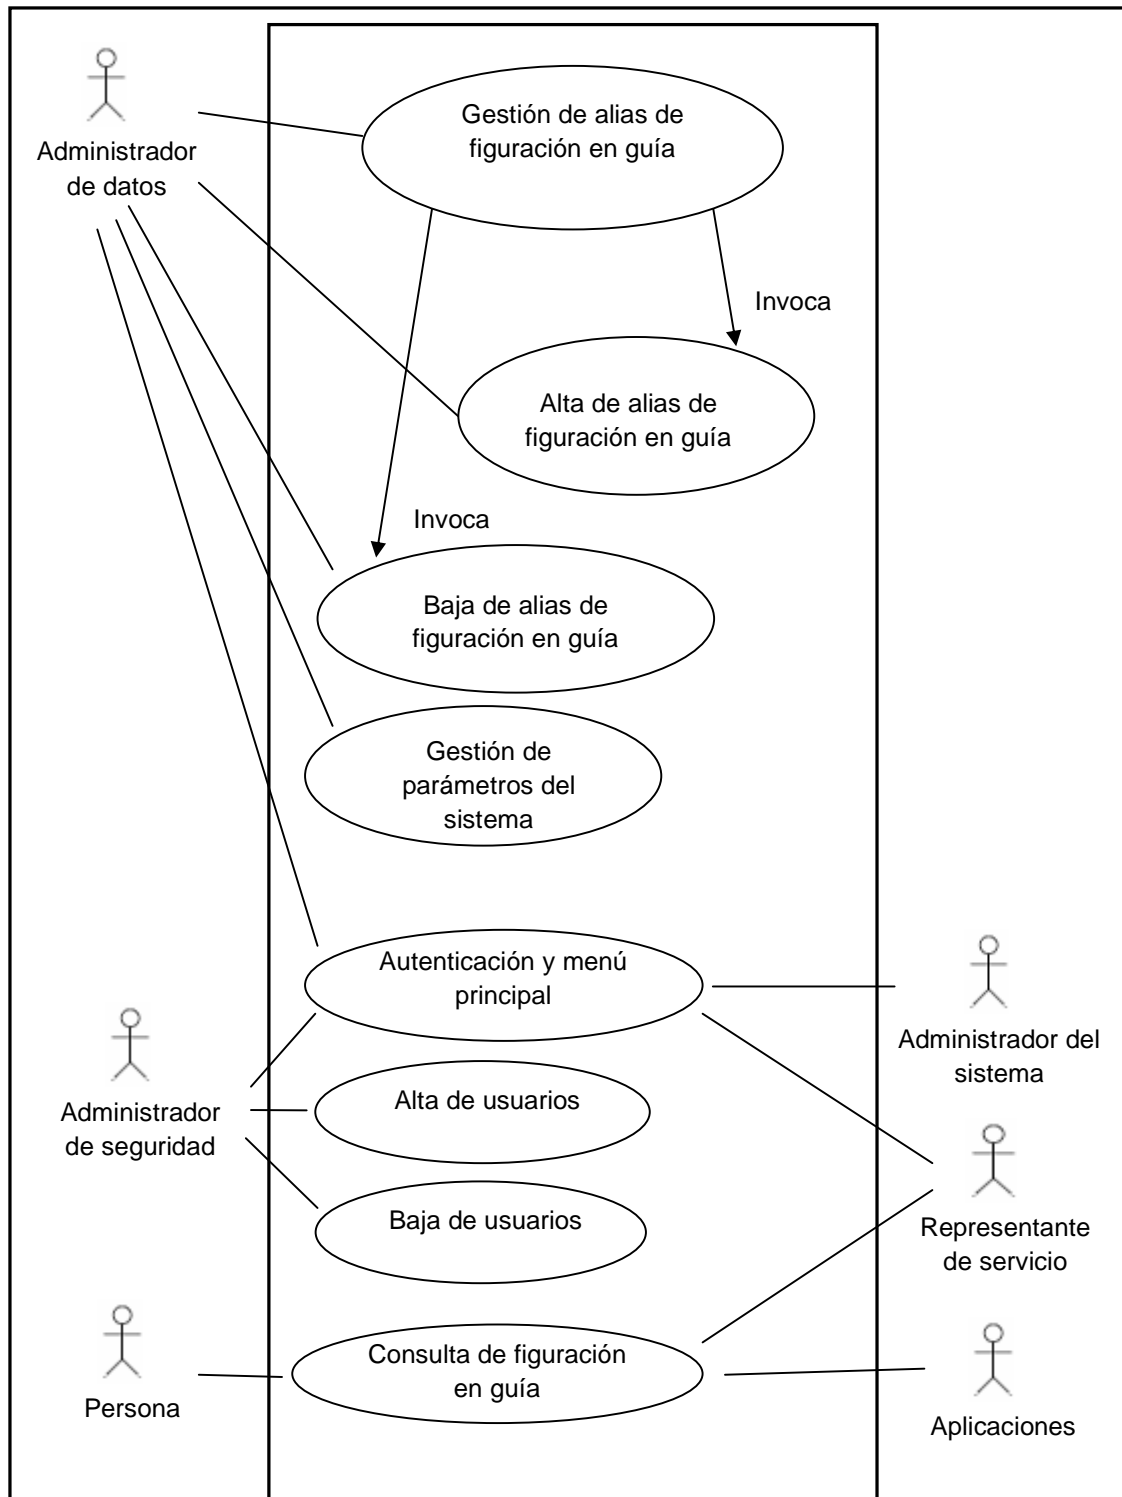 Administrador
de datos
Gestión de alias de
figuración en guía
Invoca
Alta de alias de
figuración en guía
Invoca
Baja de alias de
figuración en guía
Gestión de
parámetros del
sistema
Autenticación y menú
principal
Administrador del
sistema
Administrador
de seguridad
Alta de usuarios
Baja de usuarios
Representante
de servicio
Consulta de figuración
en guía
Persona
Aplicaciones